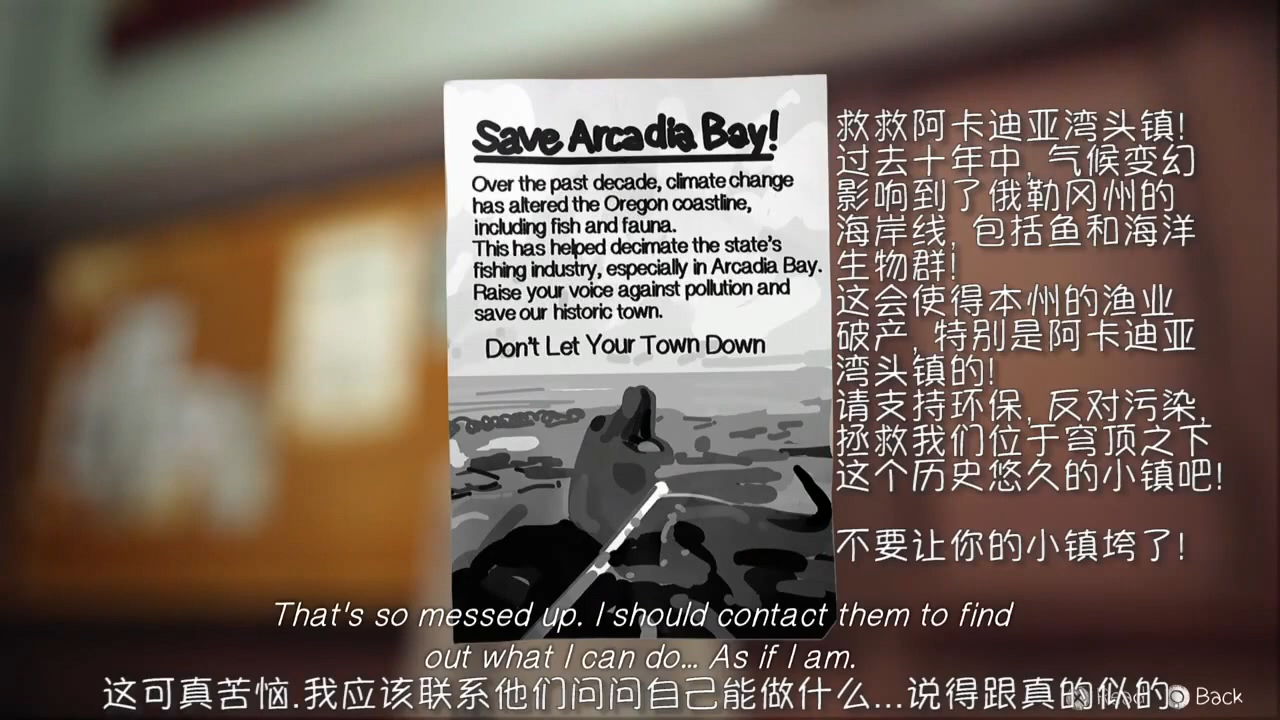 Save Arcadia Bay!
Over the past decade, climate change
has altered the Oregon coastline,
including fish and fauna.
This has helped decimate the state's
fishing industry, especially in Arcadia Bay.
Raise your voice against pollution and
save our historic town.
Don't Let Your Town Down
救救阿卡迪亚湾头镇!
过去十年中, 气候变幻
影响到了俄勒冈州的
海岸线, 包括鱼和海洋
生物群!
这会使得本州的渔业
破产, 特别是阿卡迪亚
湾头镇的!
请支持环保, 反对污染,
拯救我们位于穹顶之下
这个历史悠久的小镇吧!
不要让你的小镇垮了!
That's so messed up. I should contact them to find
out what I can do... As if I am.
这可真苦恼.我应该联系他们问问自己能做什么...说得跟真的似的.
Read Back